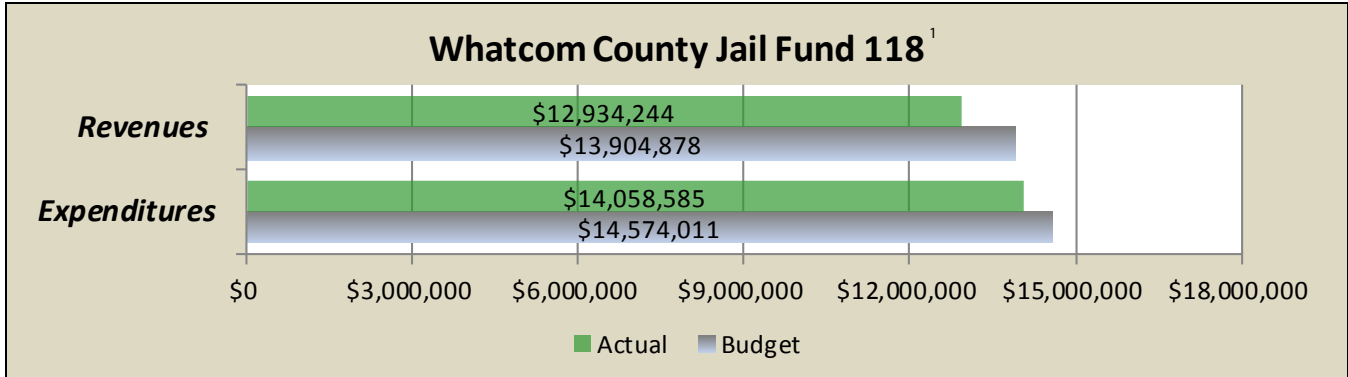 Whatcom County Jail Fund 118 ¹
Revenues
$12,934,244
$13,904,878
Expenditures
$14,058,585
$14,574,011
$0 $3,000,000 $6,000,000 $9,000,000 $12,000,000 $15,000,000 $18,000,000
Actual Budget